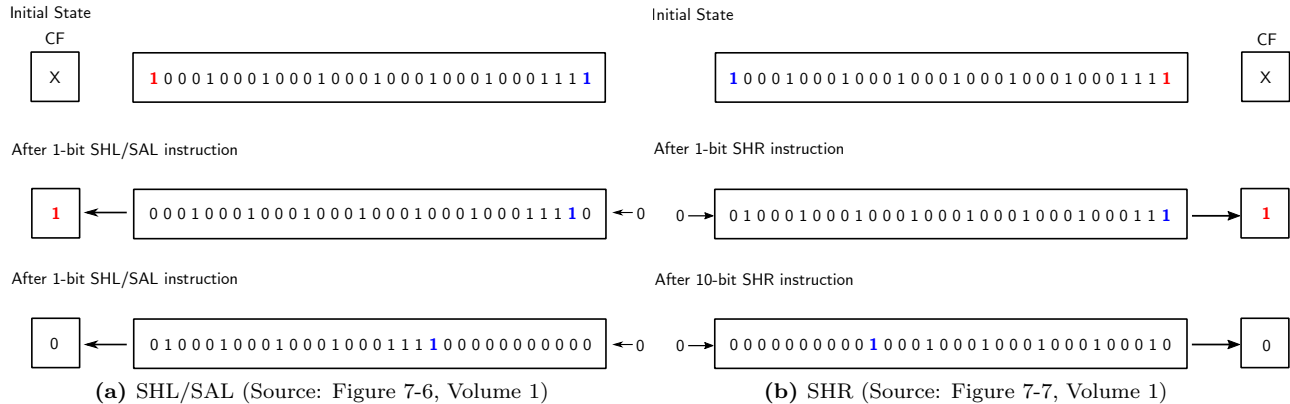 Initial State
CF
X
1 0 0 0 1 0 0 0 1 0 0 0 1 0 0 0 1 0 0 0 1 0 0 0 1 0 0 0 1 1 1 1
After 1-bit SHL/SAL instruction
1
0 0 0 1 0 0 0 1 0 0 0 1 0 0 0 1 0 0 0 1 0 0 0 1 0 0 0 1 1 1 1 0
0
After 1-bit SHL/SAL instruction
0
0 1 0 0 0 1 0 0 0 1 0 0 0 1 0 0 0 1 1 1 1 0 0 0 0 0 0 0 0 0 0 0
0
(a) SHL/SAL (Source: Figure 7-6, Volume 1)
Initial State
CF
1 0 0 0 1 0 0 0 1 0 0 0 1 0 0 0 1 0 0 0 1 0 0 0 1 0 0 0 1 1 1 1
X
After 1-bit SHR instruction
0
0 1 0 0 0 1 0 0 0 1 0 0 0 1 0 0 0 1 0 0 0 1 0 0 0 1 0 0 0 1 1 1
1
After 10-bit SHR instruction
0
0 0 0 0 0 0 0 0 0 0 1 0 0 0 1 0 0 0 1 0 0 0 1 0 0 0 1 0 0 0 1 0
0
(b) SHR (Source: Figure 7-7, Volume 1)